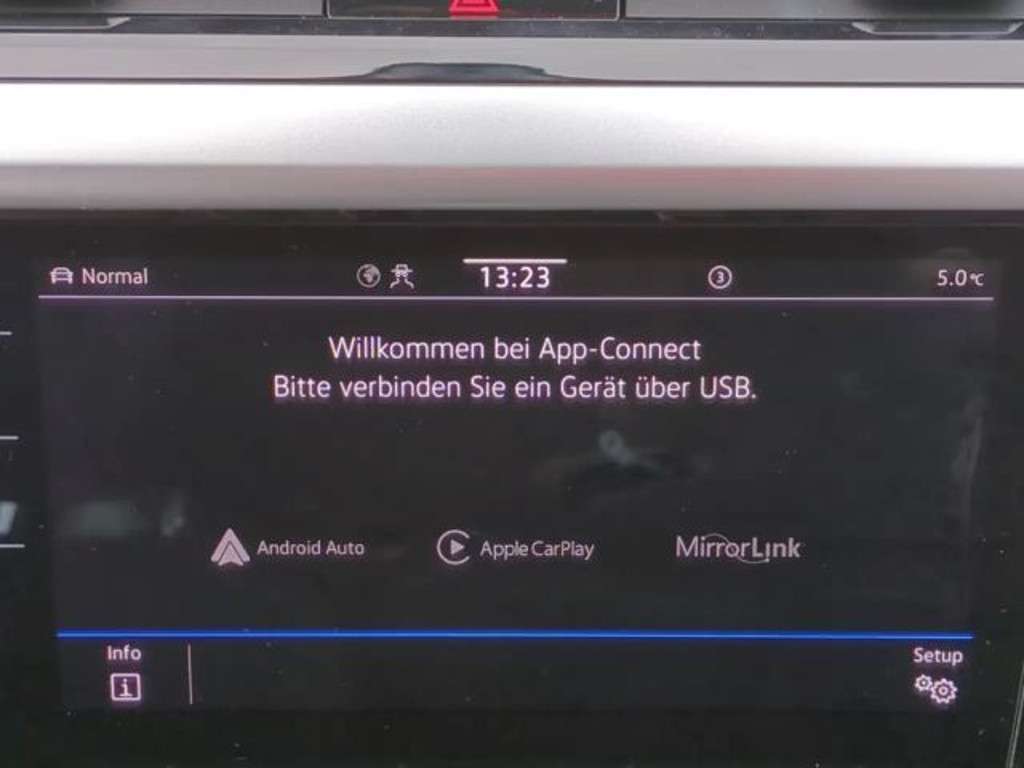 Normal 13:23 3 5.0°C
Willkommen bei App-Connect
Bitte verbinden Sie ein Gerät über USB.
Android Auto Apple CarPlay MirrorLink
Info Setup
i